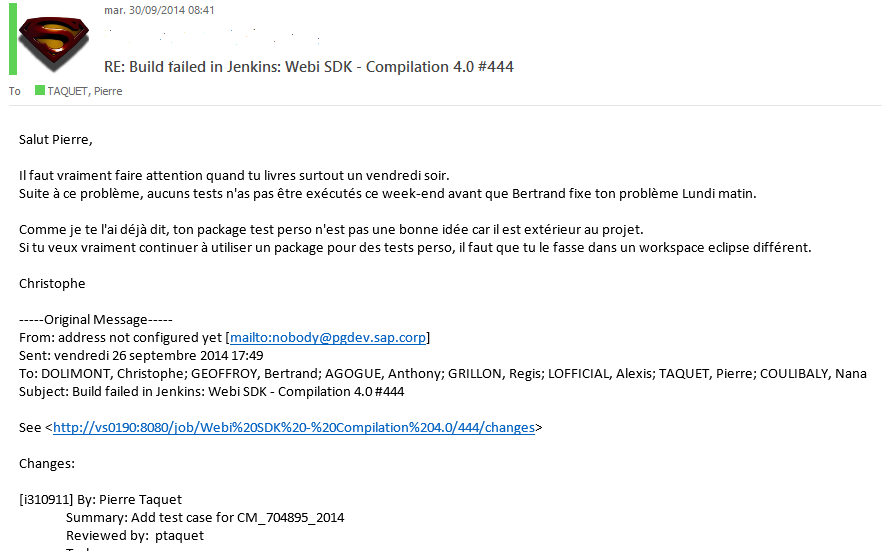 mar. 30/09/2014 08:41
RE: Build failed in Jenkins: Webi SDK - Compilation 4.0 #444
To TAQUET, Pierre
Salut Pierre,
Il faut vraiment faire attention quand tu livres surtout un vendredi soir.
Suite à ce problème, aucuns tests n'as pas être exécutés ce week-end avant que Bertrand fixe ton problème Lundi matin.
Comme je te l'ai déjà dit, ton package test perso n'est pas une bonne idée car il est extérieur au projet.
Si tu veux vraiment continuer à utiliser un package pour des tests perso, il faut que tu le fasse dans un workspace eclipse différent.
Christophe
-----Original Message-----
From: address not configured yet [mailto:nobody@pgdev.sap.corp]
Sent: vendredi 26 septembre 2014 17:49
To: DOLIMONT, Christophe; GEOFFROY, Bertrand; AGOGUE, Anthony; GRILLON, Regis; LOFFICIAL, Alexis; TAQUET, Pierre; COULIBALY, Nana
Subject: Build failed in Jenkins: Webi SDK - Compilation 4.0 #444
See <http://vs0190:8080/job/Webi%20SDK%20-%20Compilation%204.0/444/changes>
Changes:
[i310911] By: Pierre Taquet
Summary: Add test case for CM_704895_2014
Reviewed by: ptaquet